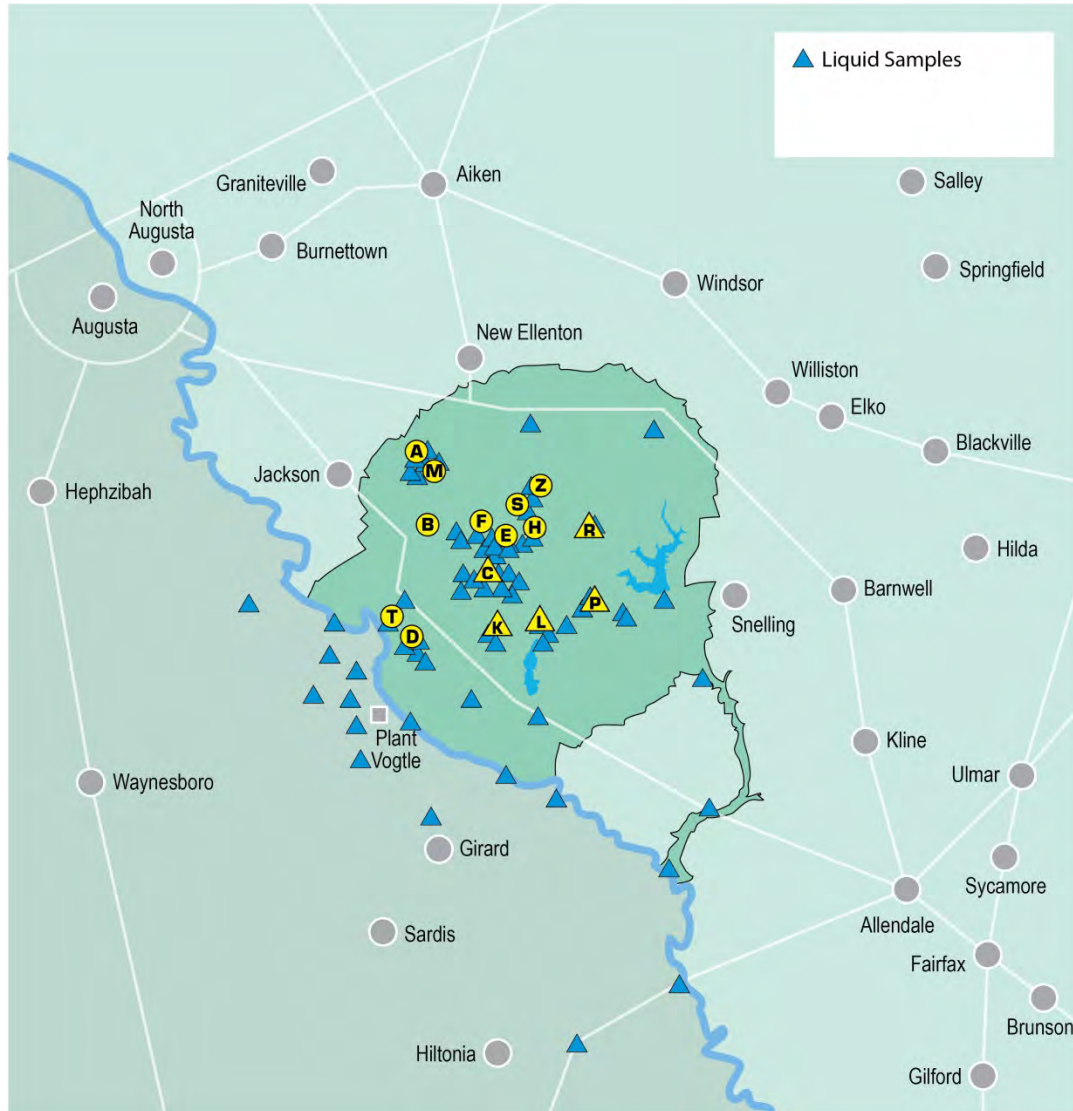 Liquid Samples
Aiken
Graniteville
Salley
North
Augusta
Burnettown
Springfield
Windsor
Augusta
New Ellenton
Williston
Elko
Blackville
A
M
Jackson
Hephzibah
Z
S
B
F
E
H
R
Hilda
C
Barnwell
P
Snelling
T
D
K
L
Plant
Vogtle
Kline
Ulmar
Waynesboro
Girard
Sycamore
Allendale
Sardis
Fairfax
Brunson
Hiltonia
Gilford